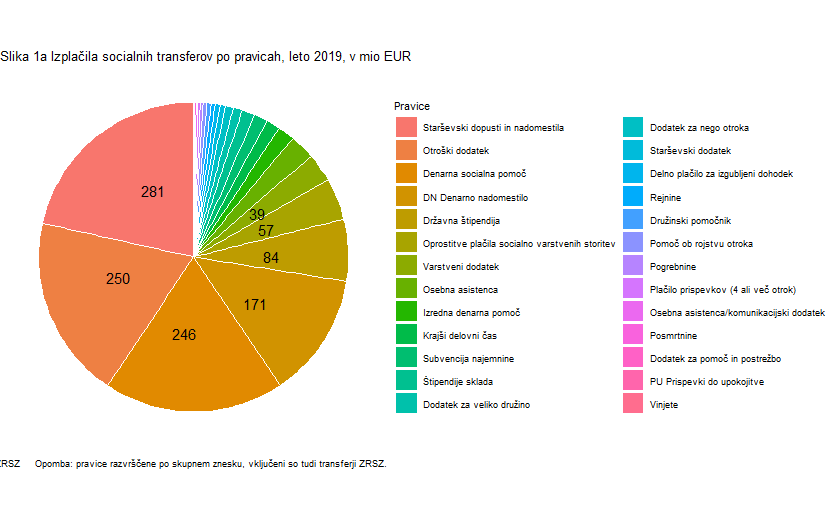 Slika 1a Izplačila socialnih transferov po pravicah, leto 2019, v mio EUR
281
250
246
171
84
57
39
Pravice
Starševski dopusti in nadomestila
Otroški dodatek
Denarna socialna pomoč
DN Denarno nadomestilo
Državna štipendija
Oprostitve plačila socialno varstvenih storitev
Varstveni dodatek
Osebna asistenca
Izredna denarna pomoč
Krajši delovni čas
Subvencija najemnine
Štipendije sklada
Dodatek za veliko družino
Dodatek za nego otroka
Starševski dodatek
Delno plačilo za izgubljeni dohodek
Rejnine
Družinski pomočnik
Pomoč ob rojstvu otroka
Pogrebnine
Plačilo prispevkov (4 ali več otrok)
Osebna asistenca/komunikacijski dodatek
Posmrtnine
Dodatek za pomoč in postrežbo
PU Prispevki do upokojitve
Vinjete
ZRSZ Opomba: pravice razvrščene po skupnem znesku, vključeni so tudi transferji ZRSZ.